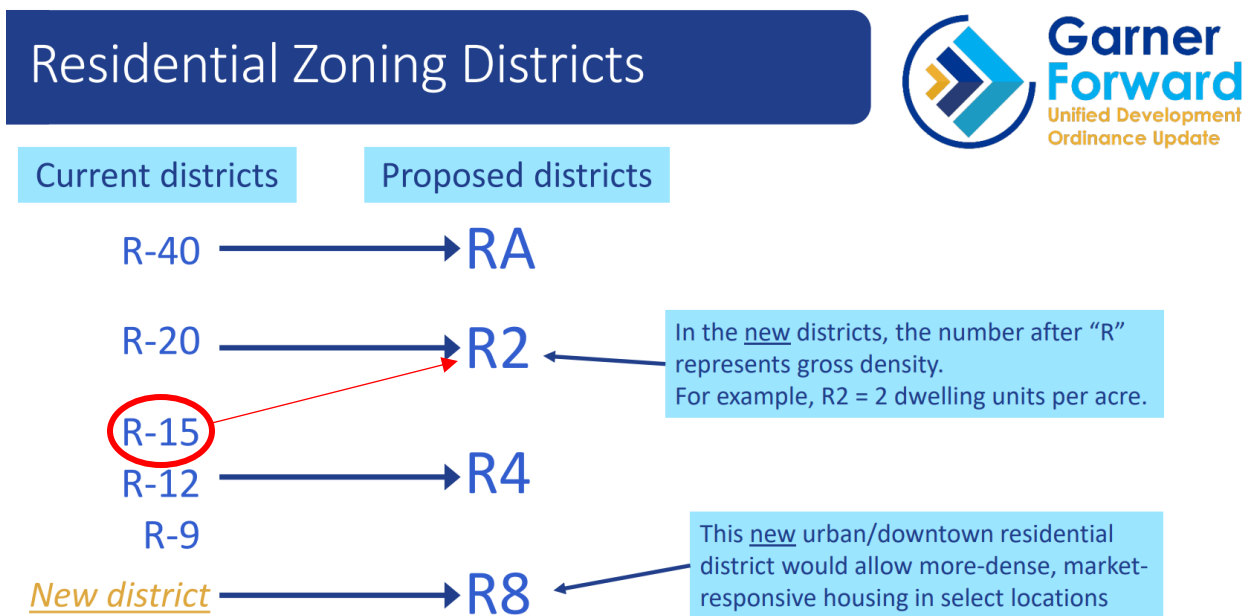 Residential Zoning Districts
Garner
Forward
Unified Development
Ordinance Update
Current districts
Proposed districts
R-40
RA
R-20
R2
In the new districts, the number after “R”
represents gross density.
For example, R2 = 2 dwelling units per acre.
R-15
R-12
R4
R-9
This new urban/downtown residential
district would allow more-dense, market-
responsive housing in select locations
New district
R8